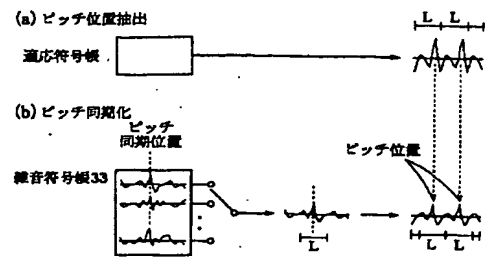 (a) ピッチ位置抽出
L L
適応符号帳
(b) ピッチ同期化
ピッチ
同期位置
ピッチ位置
雑音符号帳33
L
L L